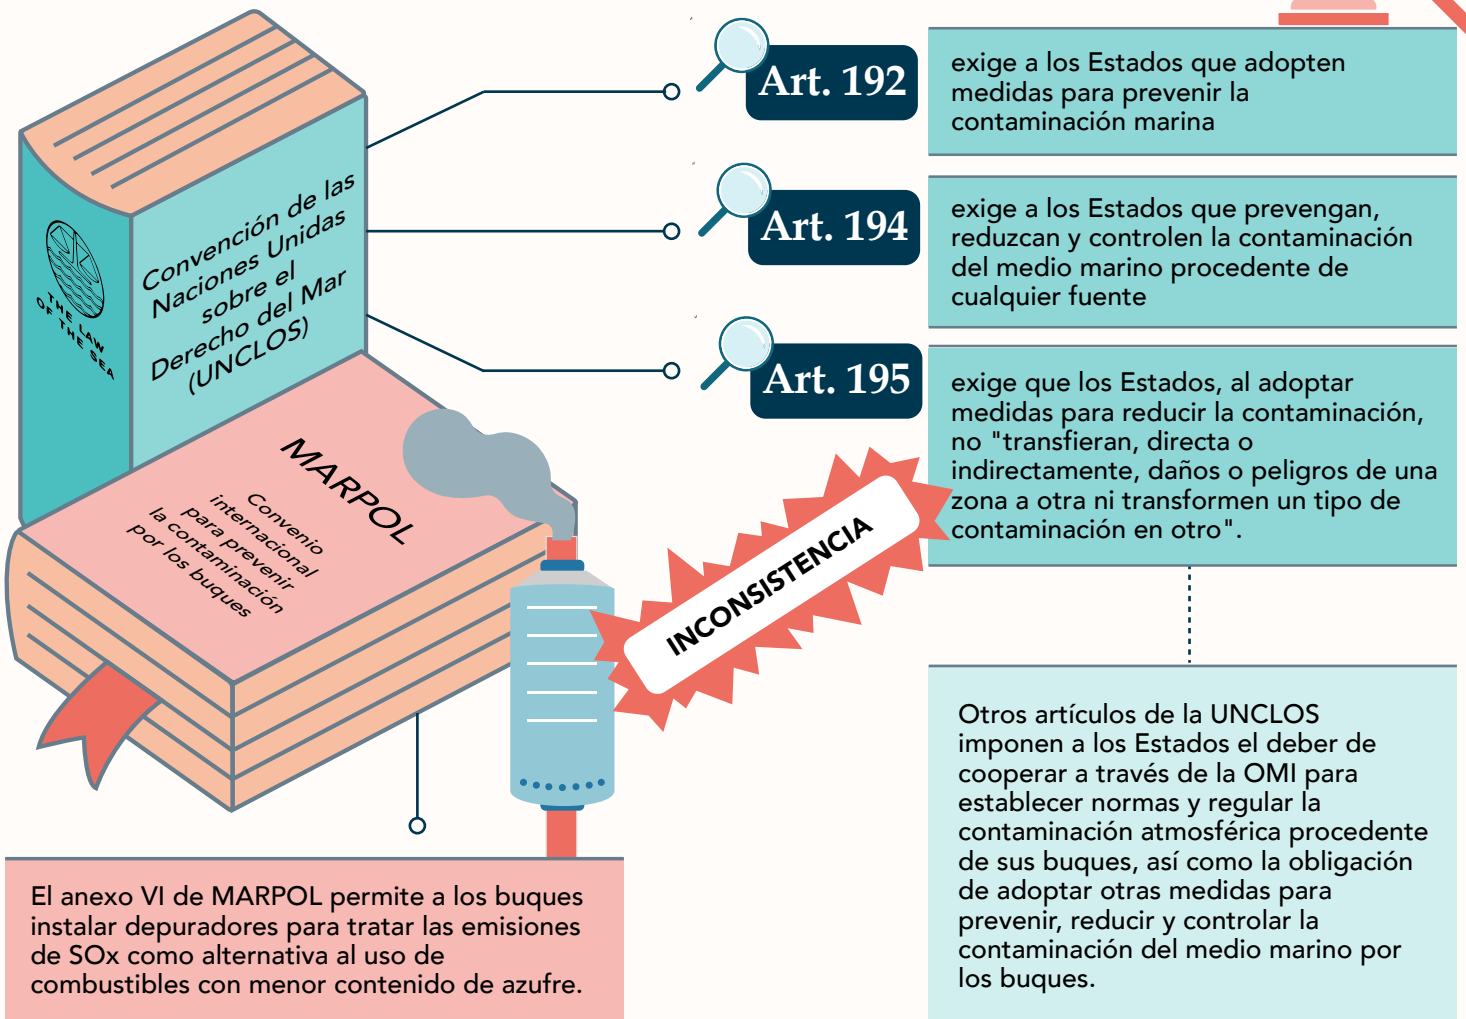 Convención de las
Naciones Unidas
sobre el
Derecho del Mar
(UNCLOS)
THE LAW
OF THE SEA
Art. 192
exige a los Estados que adopten
medidas para prevenir la
contaminación marina
Art. 194
exige a los Estados que prevengan,
reduzcan y controlen la contaminación
del medio marino procedente de
cualquier fuente
Art. 195
exige que los Estados, al adoptar
medidas para reducir la contaminación,
no "transfieran, directa o
indirectamente, daños o peligros de una
zona a otra ni transformen un tipo de
contaminación en otro".
MARPOL
Convenio
internacional
para prevenir
la contaminación
por los buques
INCONSISTENCIA
Otros artículos de la UNCLOS
imponen a los Estados el deber de
cooperar a través de la OMI para
establecer normas y regular la
contaminación atmosférica procedente
de sus buques, así como la obligación
de adoptar otras medidas para
prevenir, reducir y controlar la
contaminación del medio marino por
los buques.
El anexo VI de MARPOL permite a los buques
instalar depuradores para tratar las emisiones
de SOx como alternativa al uso de
combustibles con menor contenido de azufre.